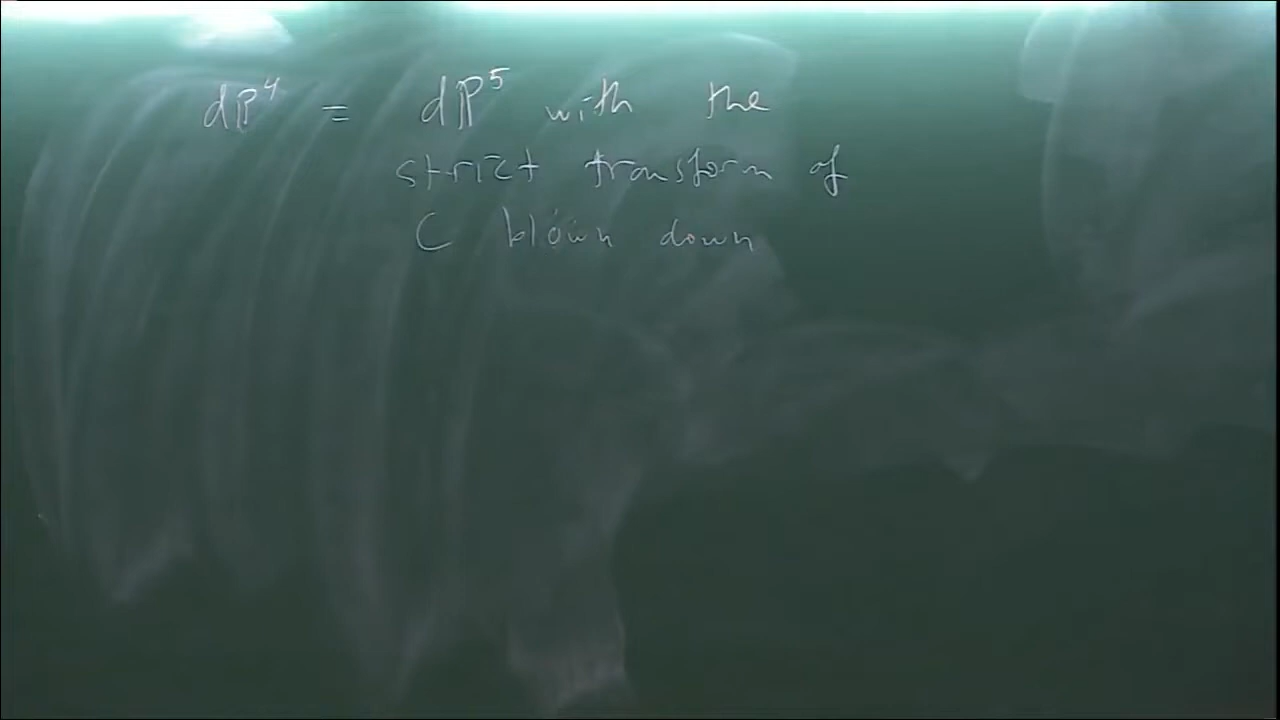 dℙ⁴ = dℙ⁵ with the
strict transform of
C blown down